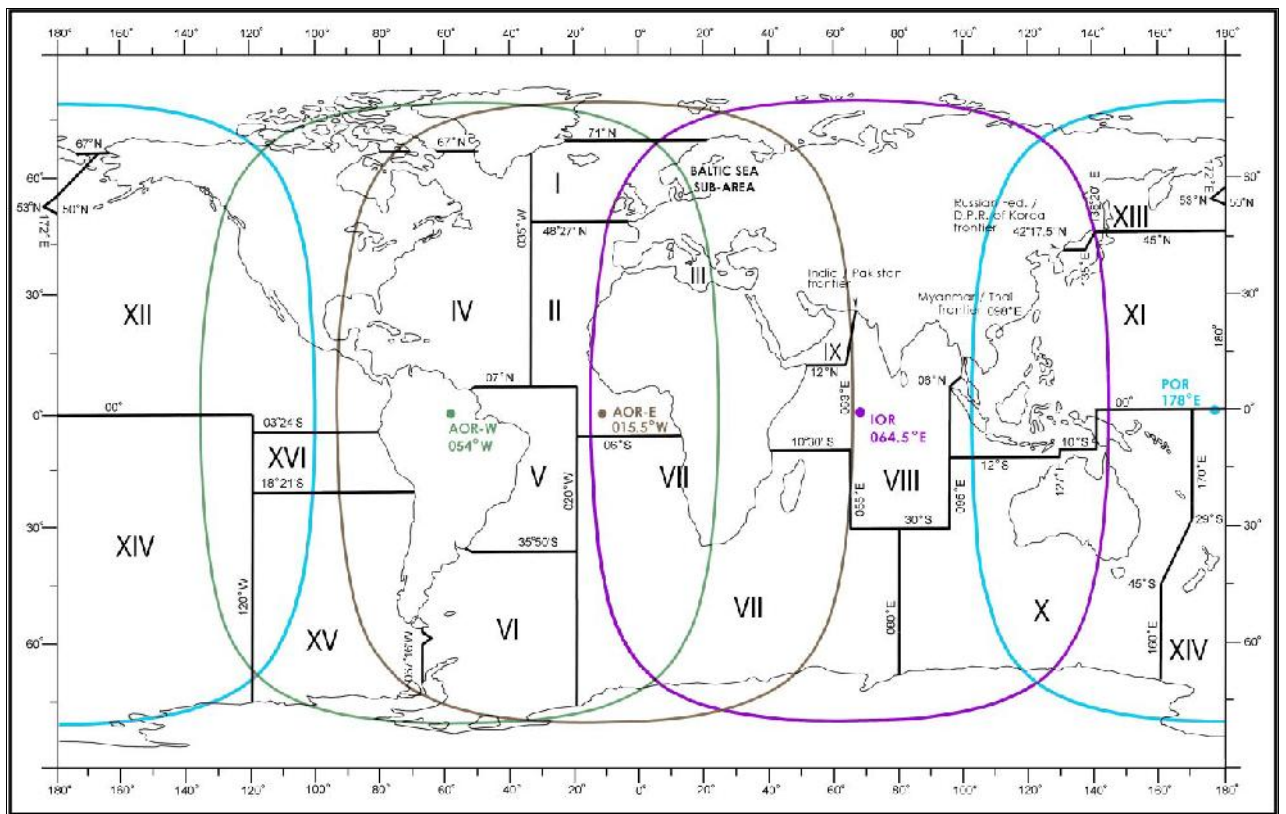 180° 160° 140° 120° 100° 80° 60° 40° 20° 0° 20° 40° 60° 80° 100° 120° 140° 160° 180°
67°N
67°N
71°N
60°
60°
BALTIC SEA
SUB-AREA
I
172°E
53°N
50°N
172°E
53°N
50°N
035°W
48°27'N
Russian Fed. /
D.P.R. of Korea
frontier
42°17.5'N
XIII
45°N
III
India / Pakistan
frontier
Myanmar / Thai
frontier 098°E
30°
30°
XII
IV
II
XI
180°
IX
12°N
07°N
06°N
POR
178°E
0°
00°
00°
0°
03°24'S
AOR-W
054°W
AOR-E
015.5°W
06°S
IOR
064.5°E
XVI
10°30'S
10°S
12°S
18°21'S
V
020°W
VII
VIII
055°E
095°E
170°E
30°
30°S
29°S
30°
XIV
35°50'S
120°W
VII
080°E
45°S
XV
VI
X
160°E
XIV
60°
60°
180° 160° 140° 120° 100° 80° 60° 40° 20° 0° 20° 40° 60° 80° 100° 120° 140° 160° 180°